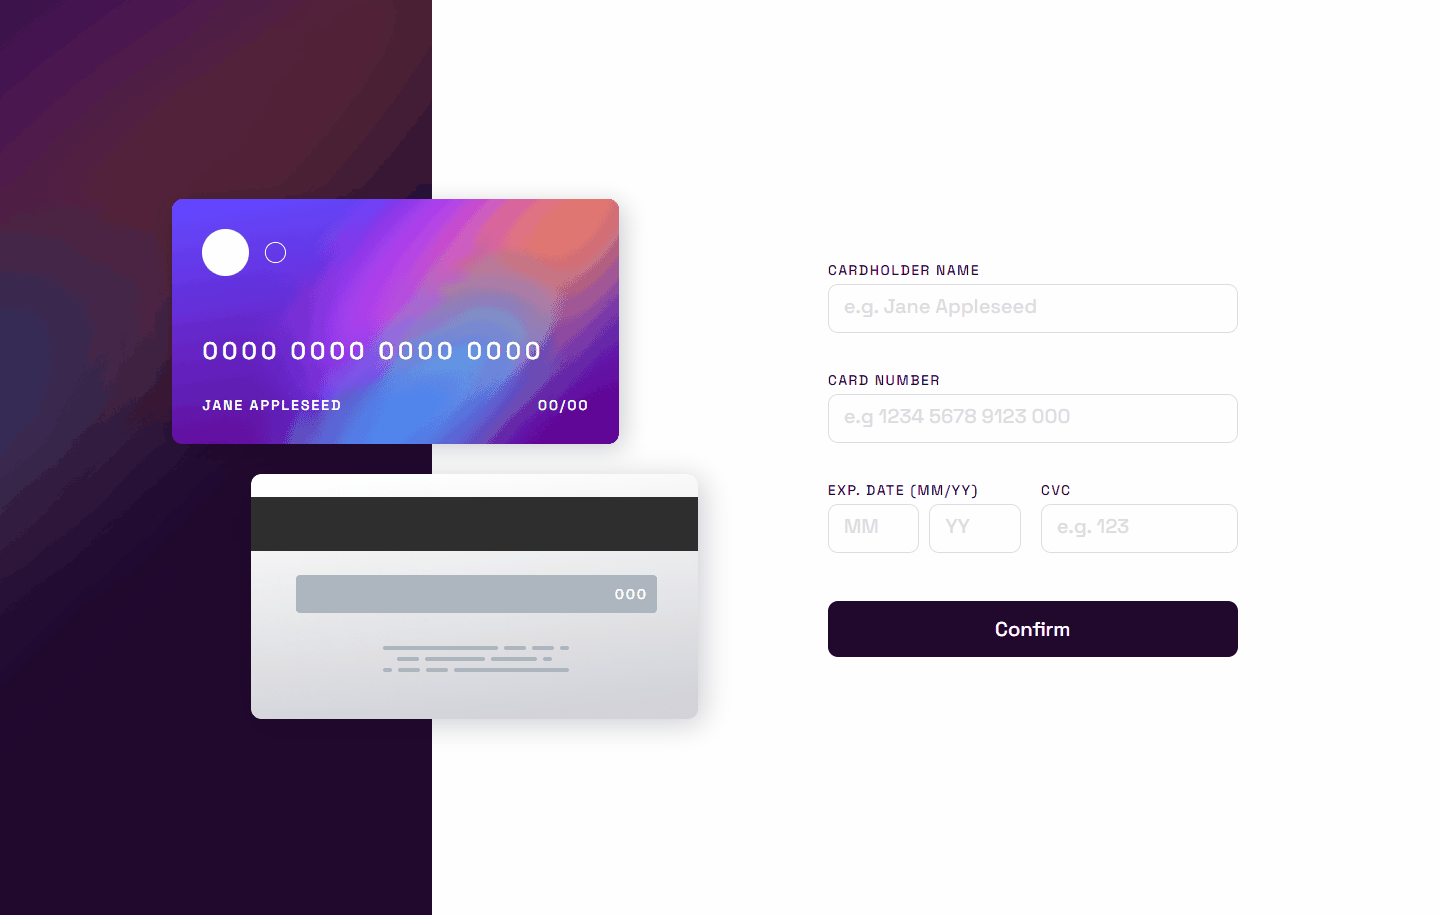 0000 0000 0000 0000
JANE APPLESEED 00/00
000
CARDHOLDER NAME
e.g. Jane Appleseed
CARD NUMBER
e.g 1234 5678 9123 000
EXP. DATE (MM/YY) CVC
MM YY e.g. 123
Confirm